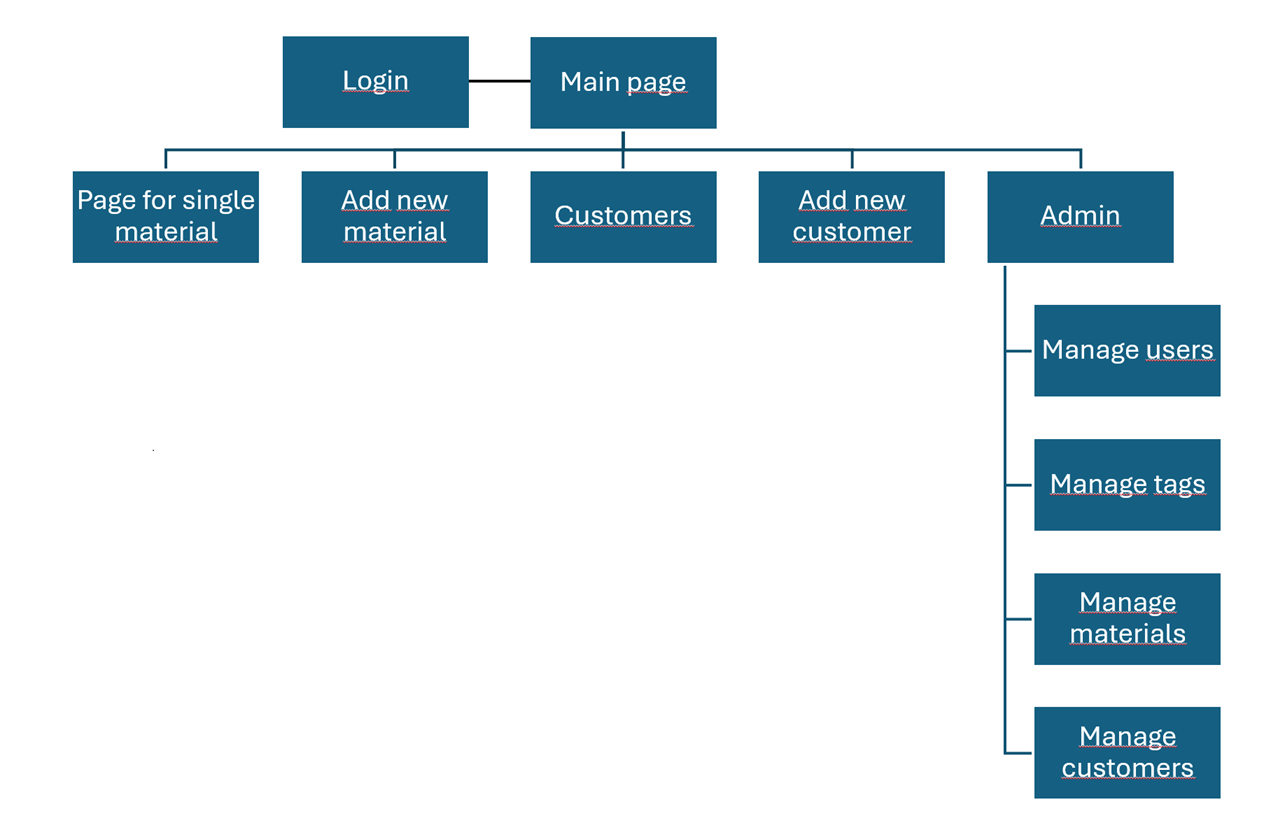 Login
Main page
Page for single
material
Add new
material
Customers
Add new
customer
Admin
Manage users
Manage tags
Manage
materials
Manage
customers